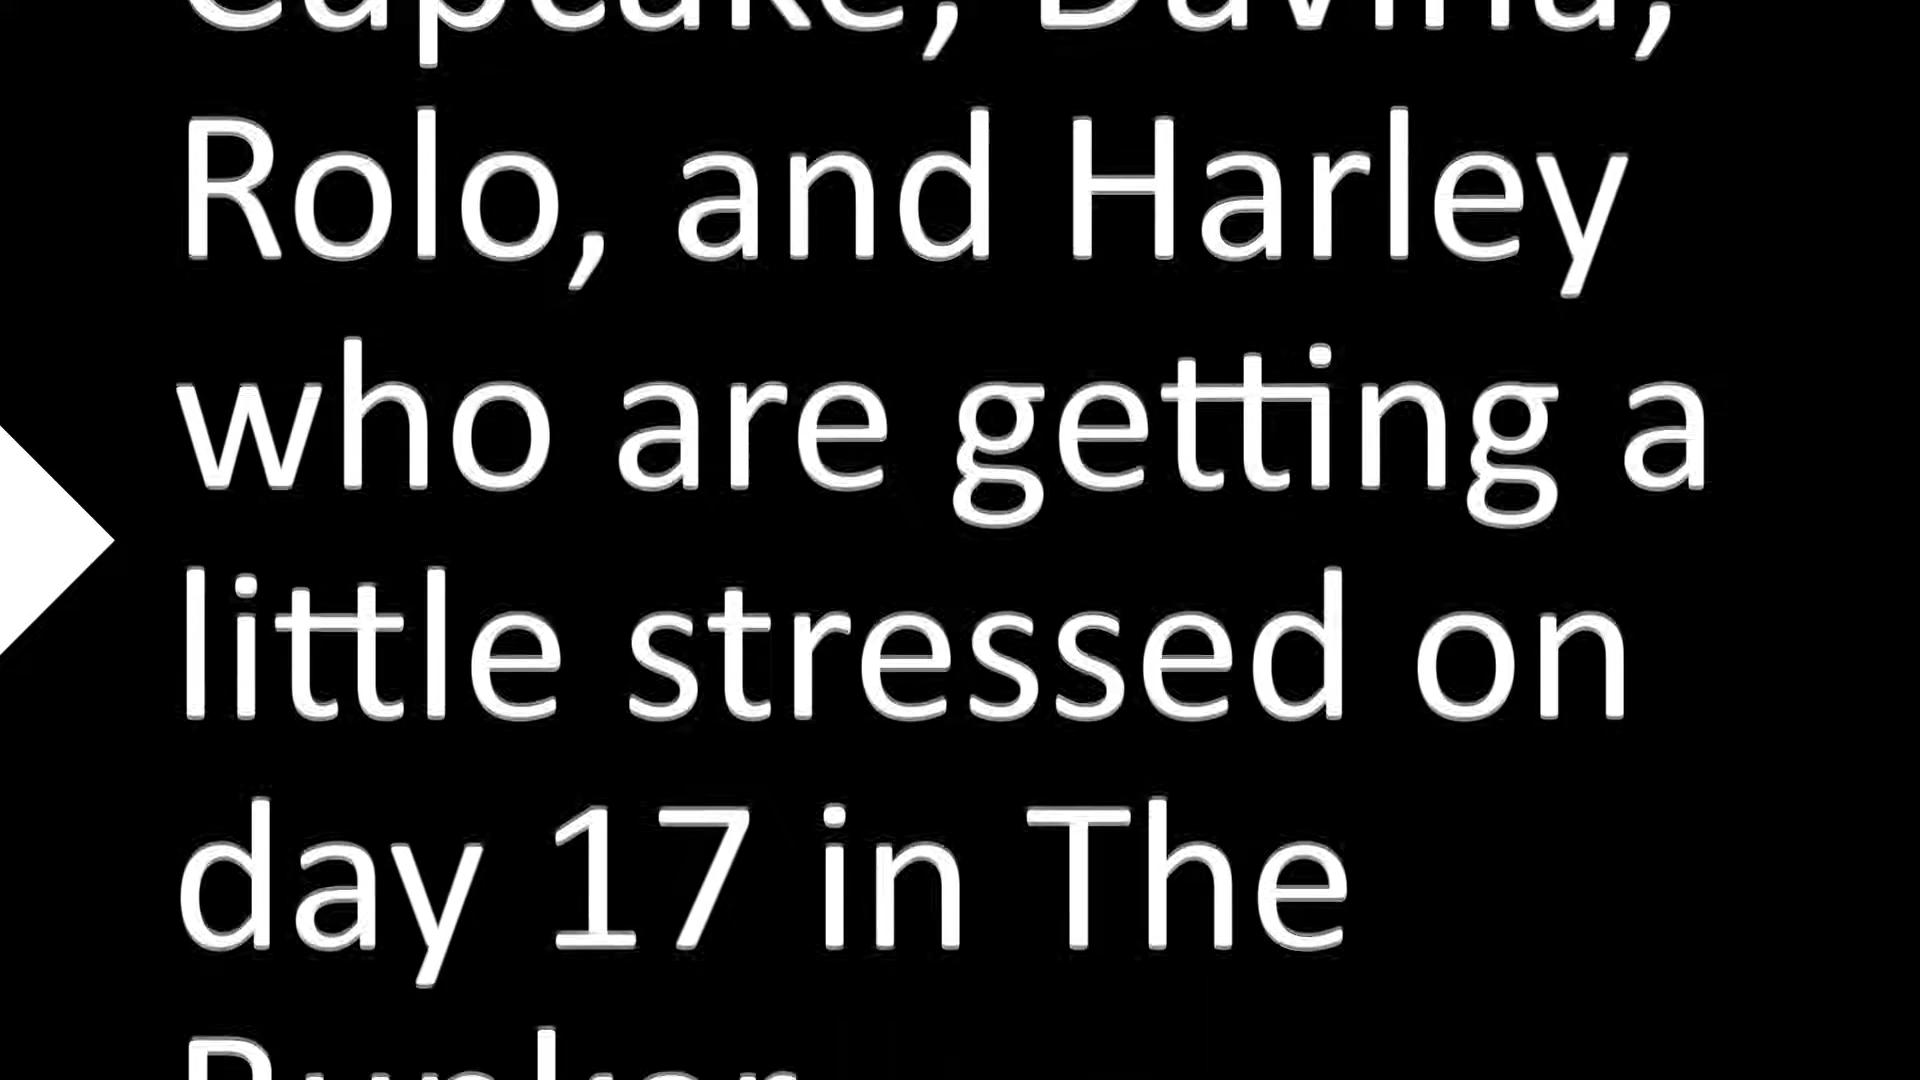 Cupcake, Davina,
Rolo, and Harley
who are getting a
little stressed on
day 17 in The
Bunker